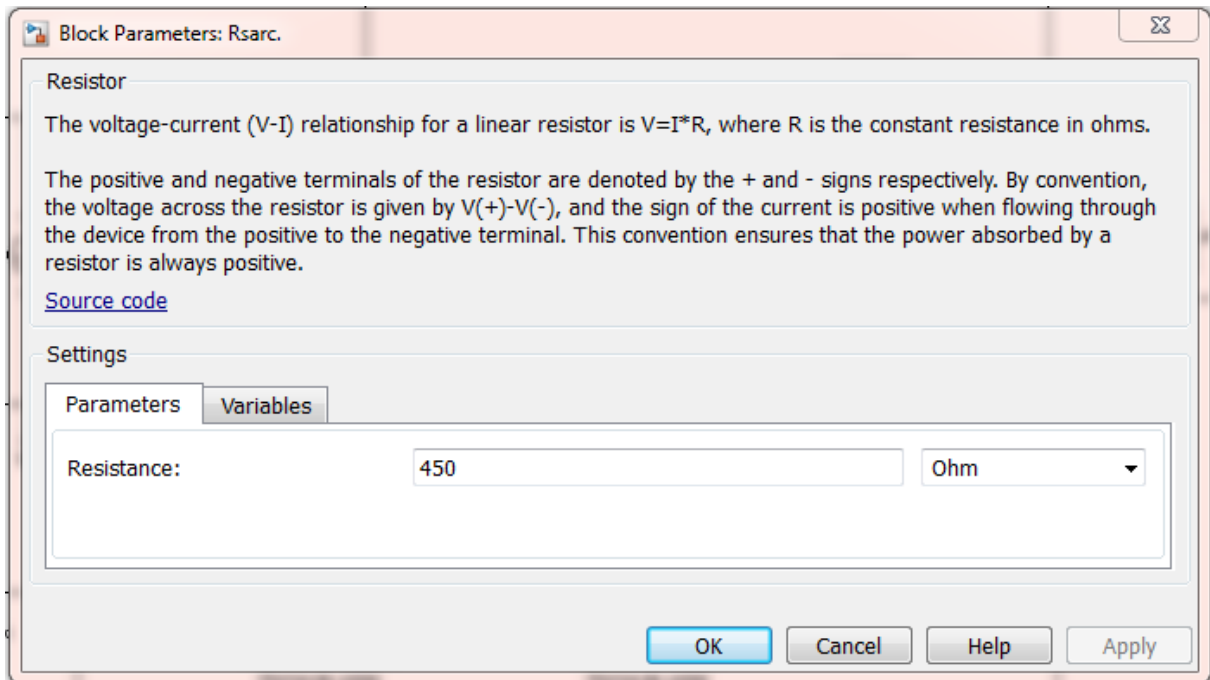 Block Parameters: Rsarc.
Resistor
The voltage-current (V-I) relationship for a linear resistor is V=I*R, where R is the constant resistance in ohms.
The positive and negative terminals of the resistor are denoted by the + and - signs respectively. By convention,
the voltage across the resistor is given by V(+)-V(-), and the sign of the current is positive when flowing through
the device from the positive to the negative terminal. This convention ensures that the power absorbed by a
resistor is always positive.
Source code
Settings
Parameters Variables
Resistance: 450 Ohm
OK Cancel Help Apply